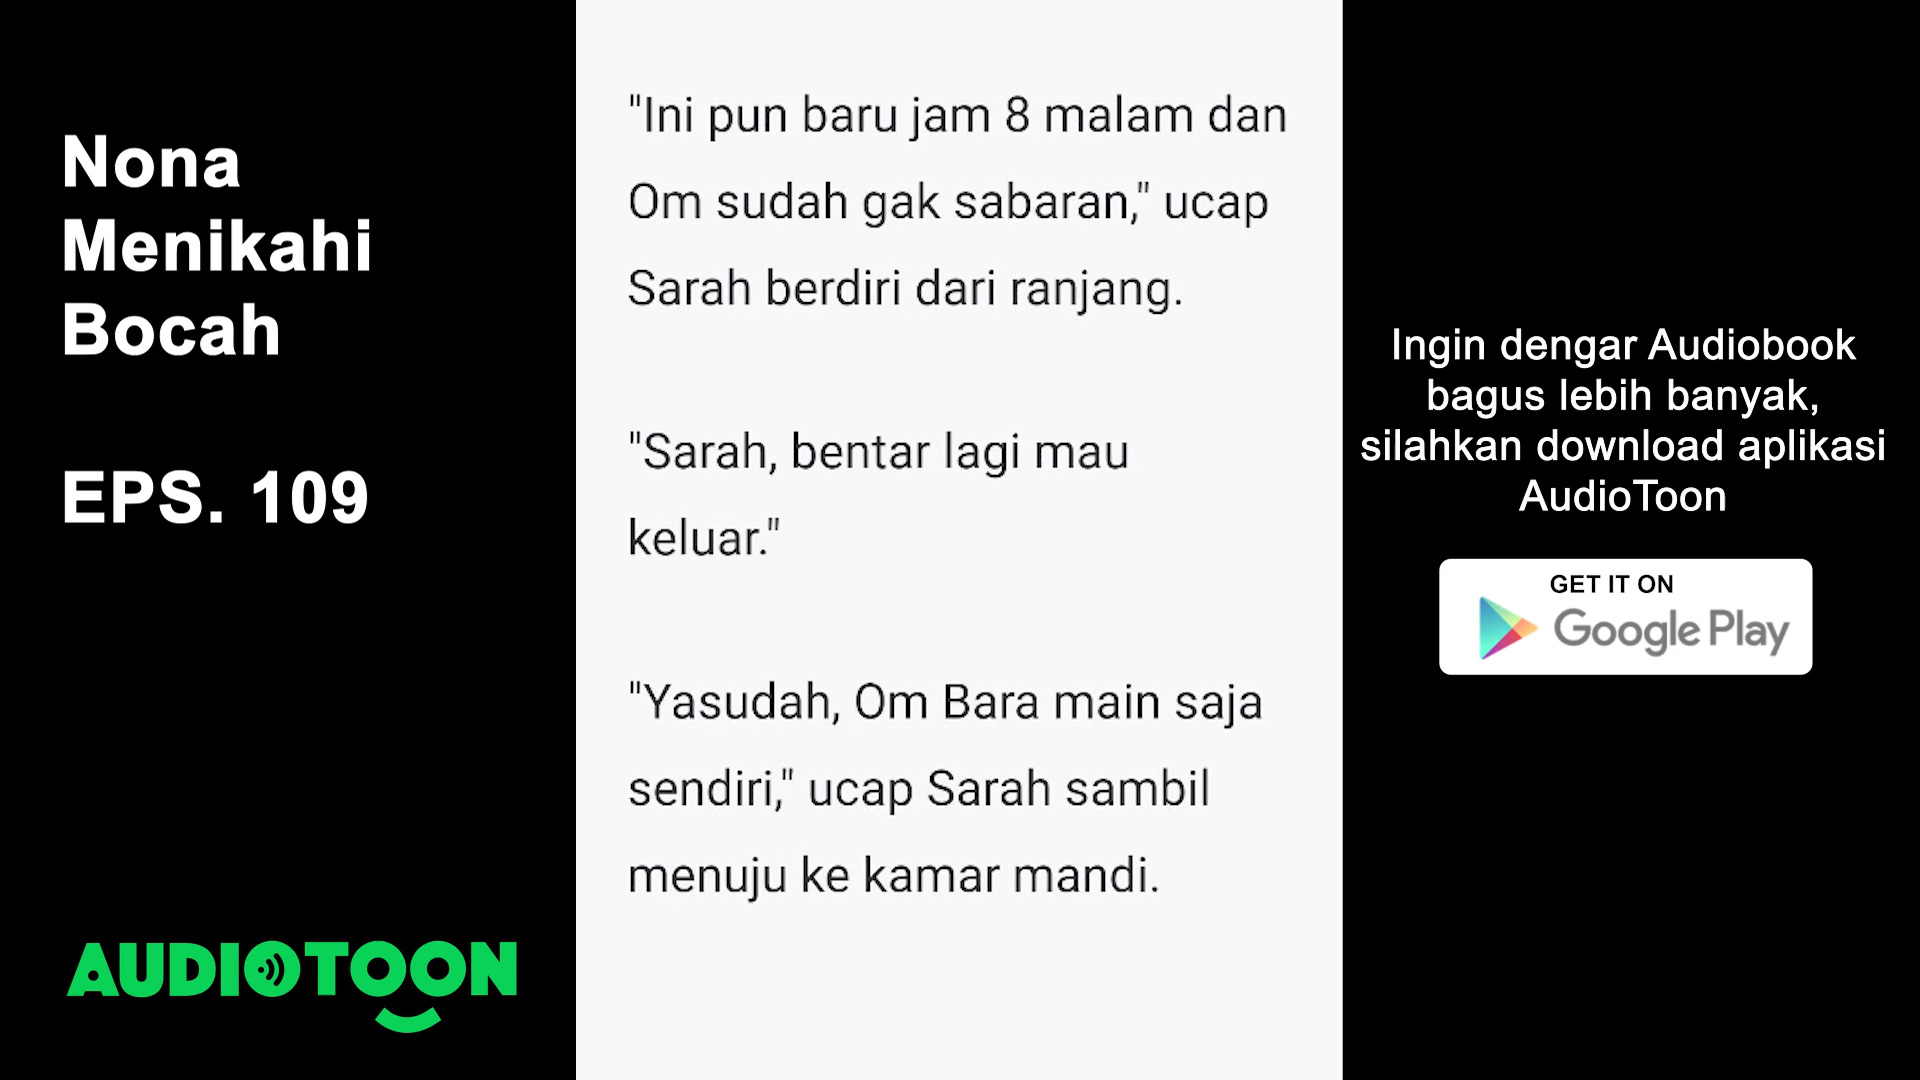 Nona
Menikahi
Bocah
EPS. 109
AUDIOTOON
"Ini pun baru jam 8 malam dan
Om sudah gak sabaran," ucap
Sarah berdiri dari ranjang.
"Sarah, bentar lagi mau
keluar."
"Yasudah, Om Bara main saja
sendiri," ucap Sarah sambil
menuju ke kamar mandi.
Ingin dengar Audiobook
bagus lebih banyak,
silahkan download aplikasi
AudioToon
GET IT ON
Google Play